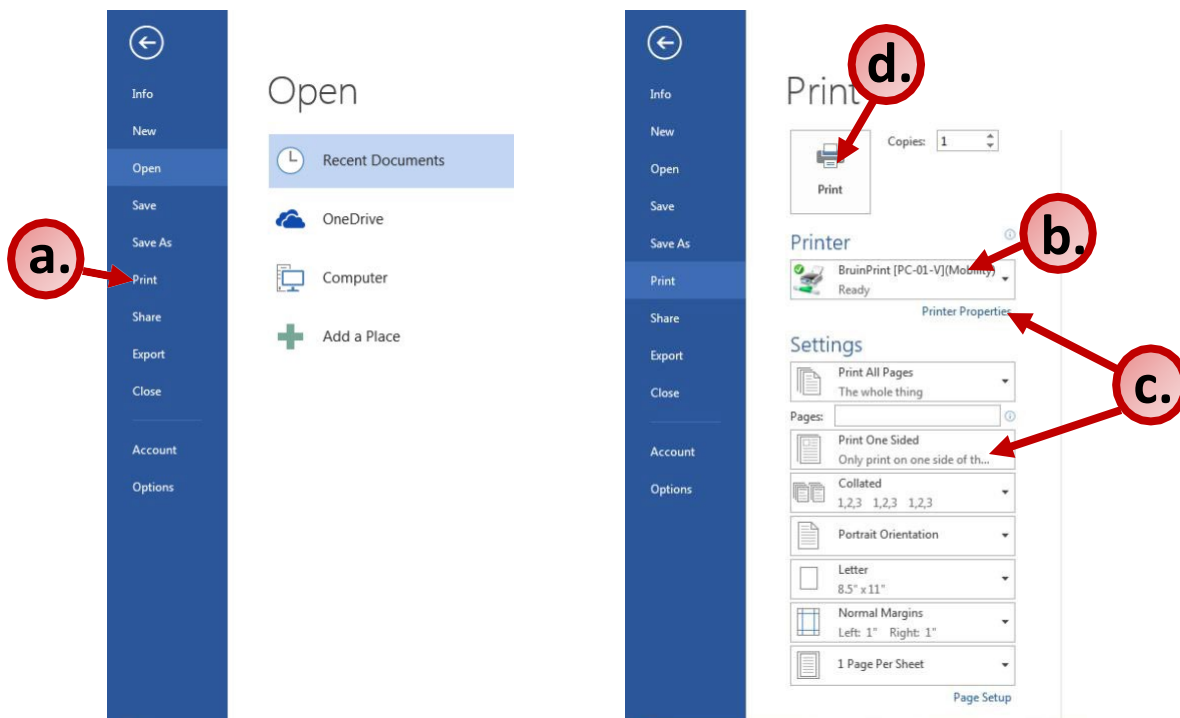 Info
New
Open
Save
Save As
Print
Share
Export
Close
Account
Options
a.
Open
Recent Documents
OneDrive
Computer
Add a Place
Info
New
Open
Save
Save As
Print
Share
Export
Close
Account
Options
Print
d.
Copies: 1
Print
Printer
b.
BruinPrint [PC-01-V](Mobility)
Ready
Printer Properties
c.
Settings
Print All Pages
The whole thing
Pages:
Print One Sided
Only print on one side of th...
Collated
1,2,3 1,2,3 1,2,3
Portrait Orientation
Letter
8.5" x 11"
Normal Margins
Left: 1" Right: 1"
1 Page Per Sheet
Page Setup